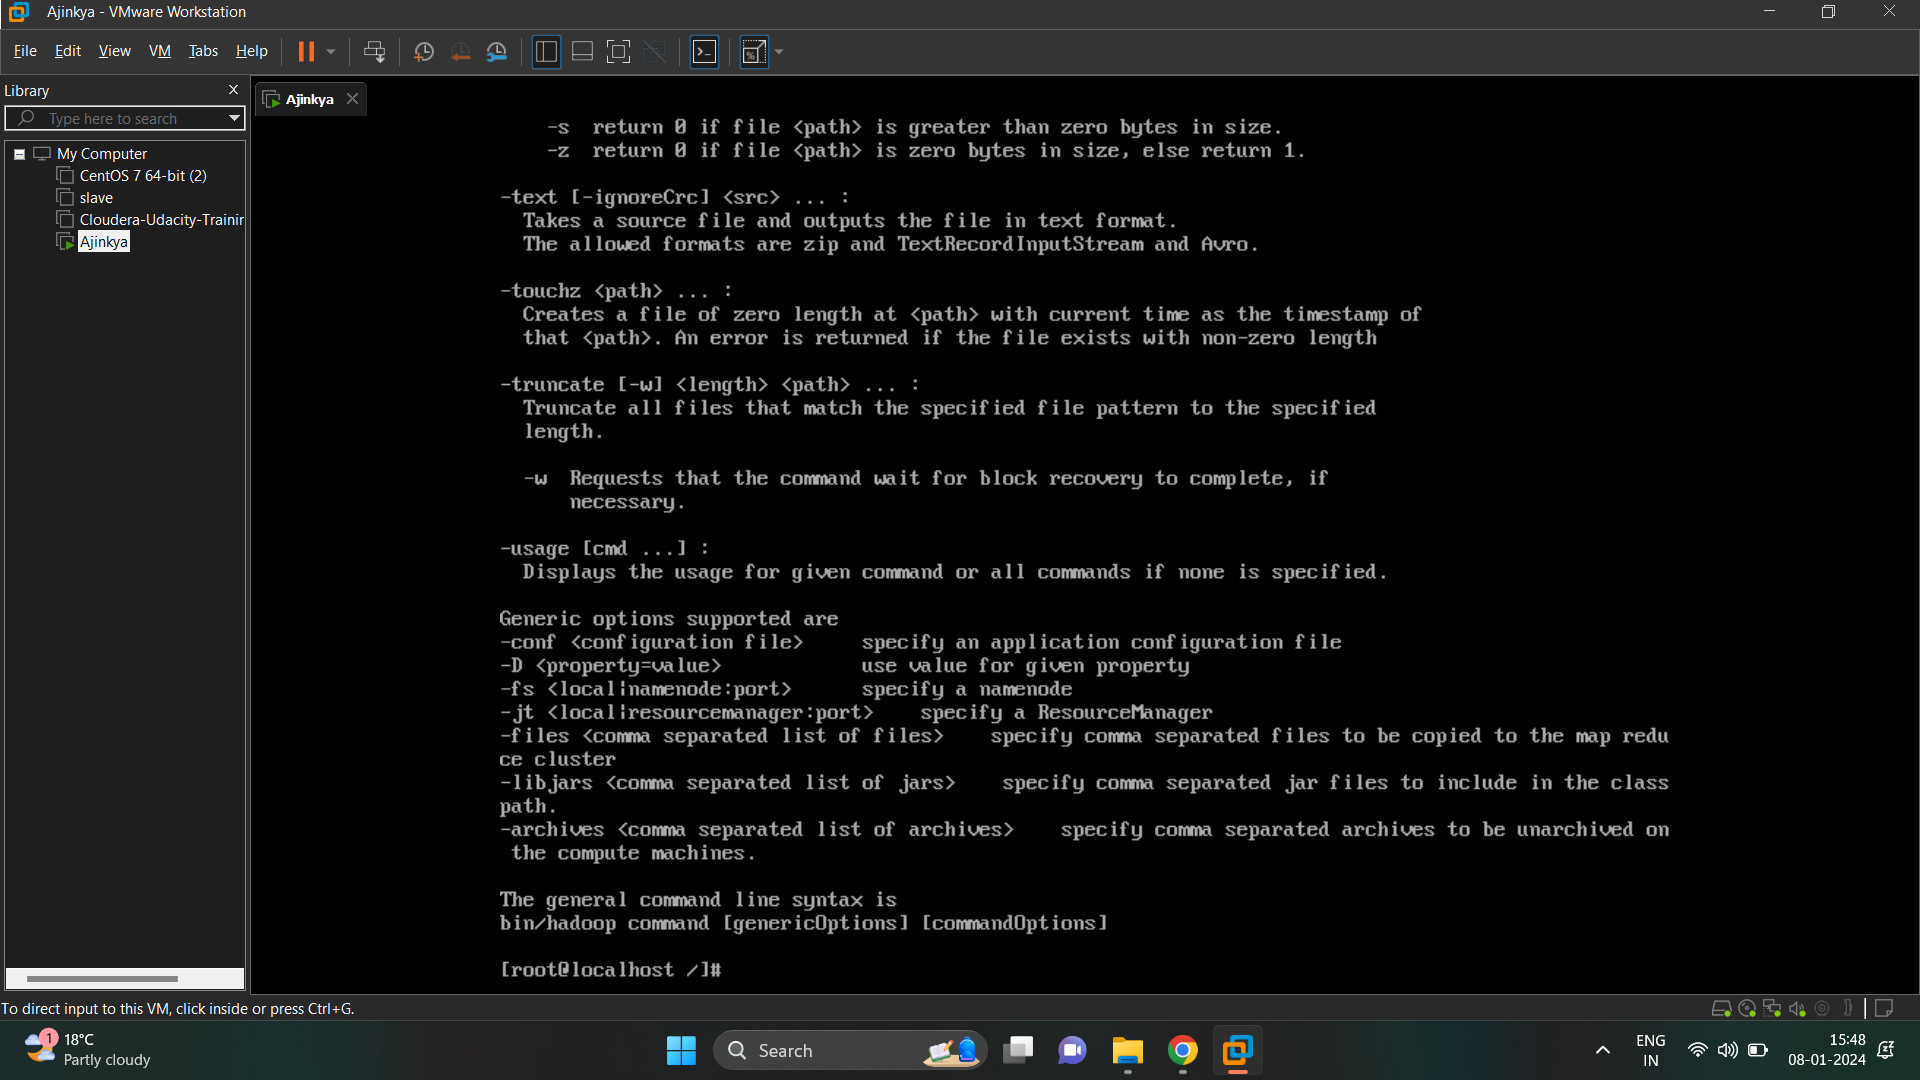 Ajinkya - VMware Workstation
File Edit View VM Tabs Help
Library
Type here to search
My Computer
CentOS 7 64-bit (2)
slave
Cloudera-Udacity-Trainin
Ajinkya
Ajinkya
-s return 0 if file <path> is greater than zero bytes in size.
-z return 0 if file <path> is zero bytes in size, else return 1.
-text [-ignoreCrc] <src> ... :
Takes a source file and outputs the file in text format.
The allowed formats are zip and TextRecordInputStream and Avro.
-touchz <path> ... :
Creates a file of zero length at <path> with current time as the timestamp of
that <path>. An error is returned if the file exists with non-zero length
-truncate [-w] <length> <path> ... :
Truncate all files that match the specified file pattern to the specified
length.
-w Requests that the command wait for block recovery to complete, if
necessary.
-usage [cmd ...] :
Displays the usage for given command or all commands if none is specified.
Generic options supported are
-conf <configuration file> specify an application configuration file
-D <property=value> use value for given property
-fs <local|namenode:port> specify a namenode
-jt <local|resourcemanager:port> specify a ResourceManager
-files <comma separated list of files> specify comma separated files to be copied to the map redu
ce cluster
-libjars <comma separated list of jars> specify comma separated jar files to include in the class
path.
-archives <comma separated list of archives> specify comma separated archives to be unarchived on
the compute machines.
The general command line syntax is
bin/hadoop command [genericOptions] [commandOptions]
[root@localhost /]#
To direct input to this VM, click inside or press Ctrl+G.
1
18°C
Partly cloudy
Search
ENG
IN
15:48
08-01-2024